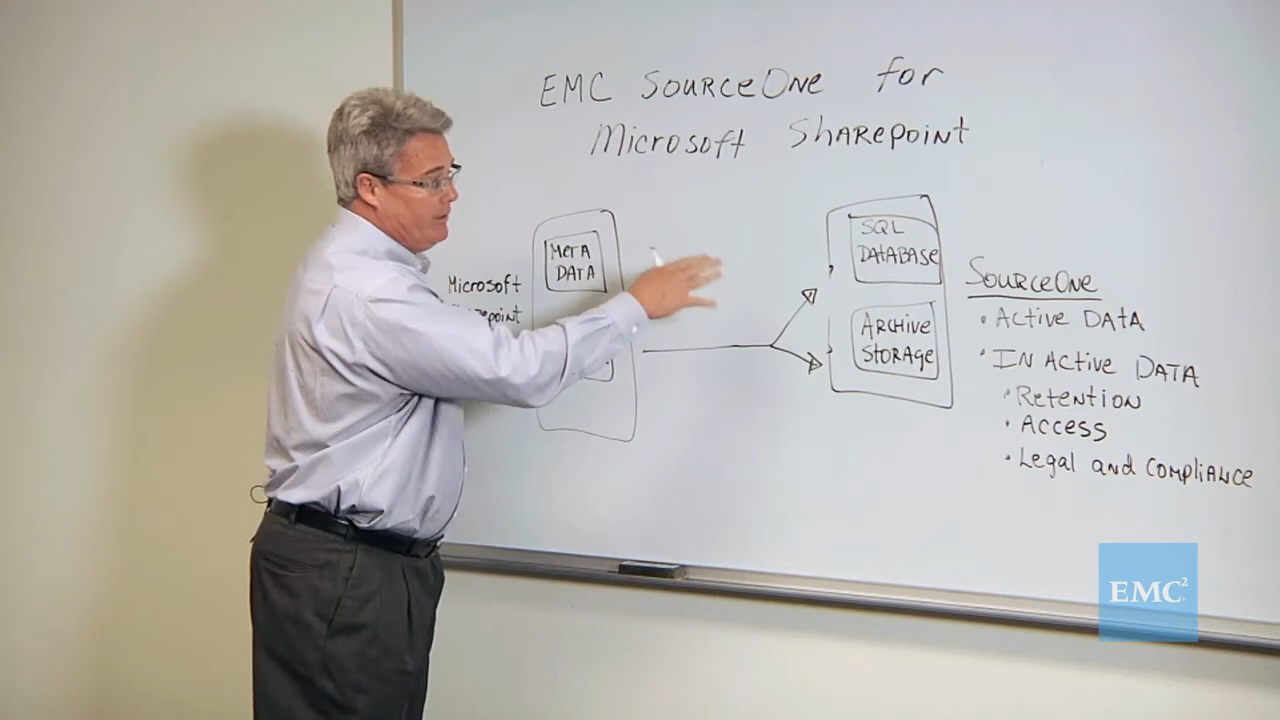 EMC SOURCEONE for
Microsoft SHAREPOINT
META
DATA
Microsoft
SQL
DATABASE
ARCHIVE
STORAGE
SOURCEONE
• ACTIVE DATA
• IN ACTIVE DATA
• Retention
• Access
• Legal and COMPLIANCE
EMC²